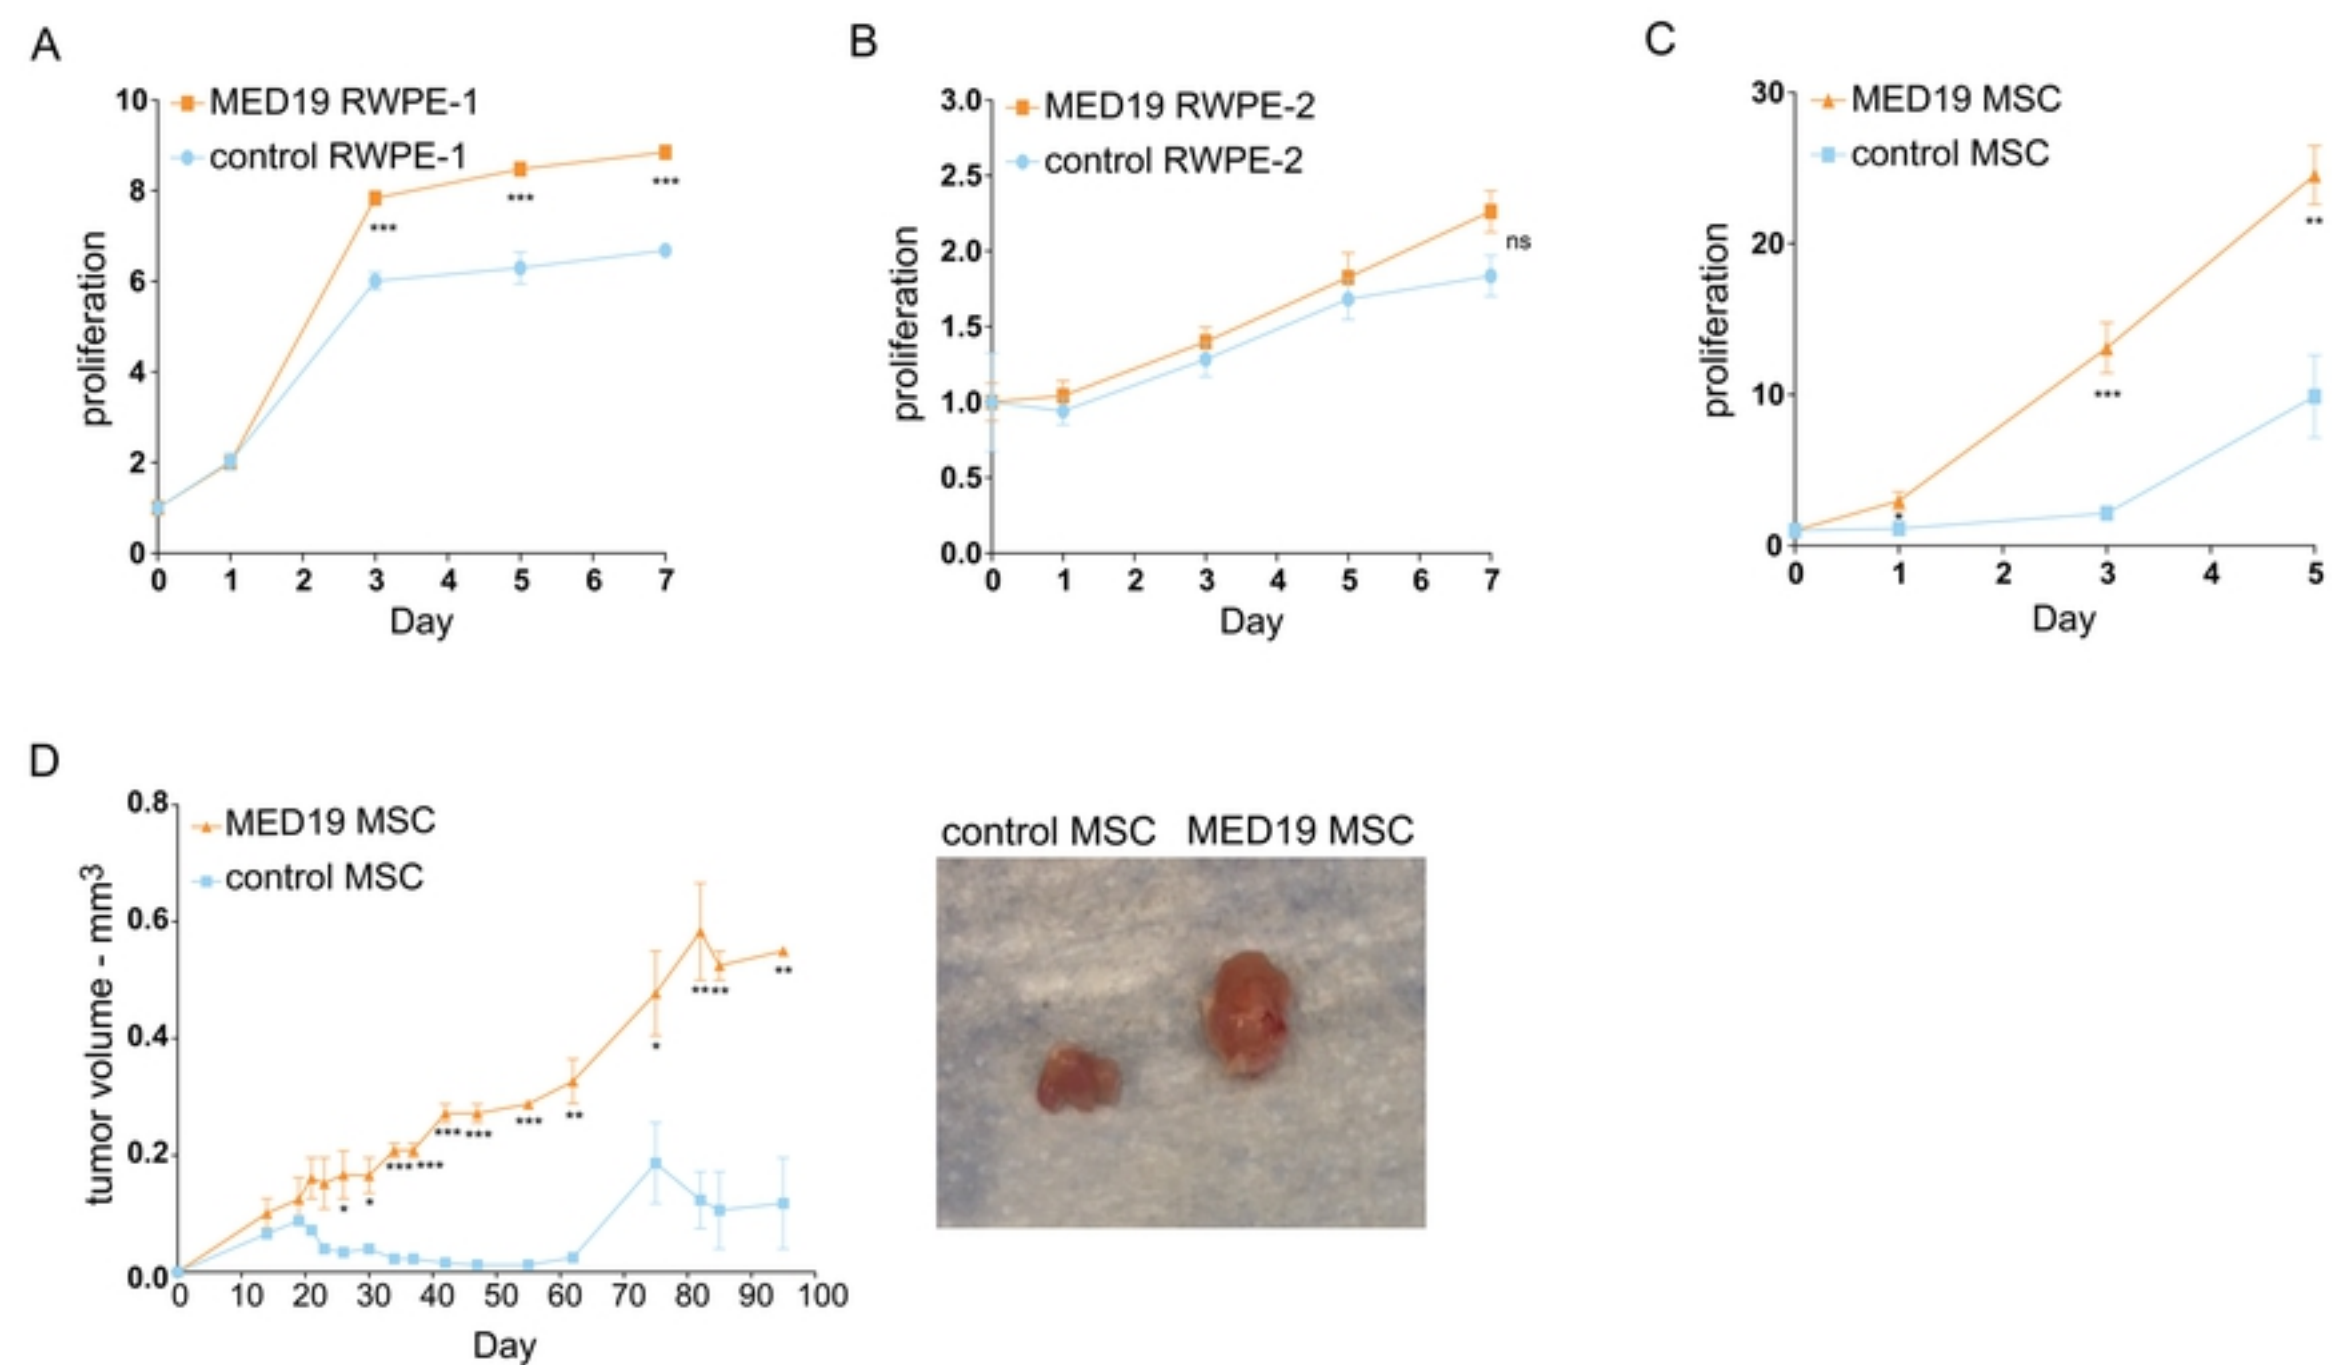 A
MED19 RWPE-1
control RWPE-1
10
8
6
4
2
0
proliferation
***
***
***
0 1 2 3 4 5 6 7
Day
B
MED19 RWPE-2
control RWPE-2
3.0
2.5
2.0
1.5
1.0
0.5
0.0
proliferation
ns
0 1 2 3 4 5 6 7
Day
C
MED19 MSC
control MSC
30
20
10
0
proliferation
*
***
**
0 1 2 3 4 5
Day
D
MED19 MSC
control MSC
0.8
0.6
0.4
0.2
0.0
tumor volume - mm3
* * *** *** *** *** *** ** * ** ** **
0 10 20 30 40 50 60 70 80 90 100
Day
control MSC MED19 MSC